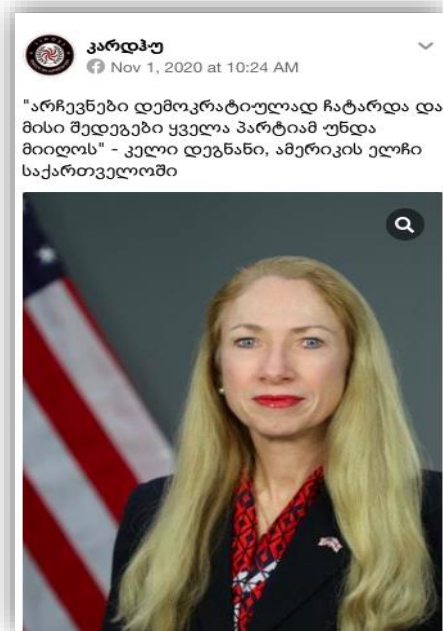 კარდჰუ
Nov 1, 2020 at 10:24 AM
"არჩევნები დემოკრატიულად ჩატარდა და
მისი შედეგები ყველა პარტიამ უნდა
მიიღოს" - კელი დეგნანი, ამერიკის ელჩი
საქართველოში